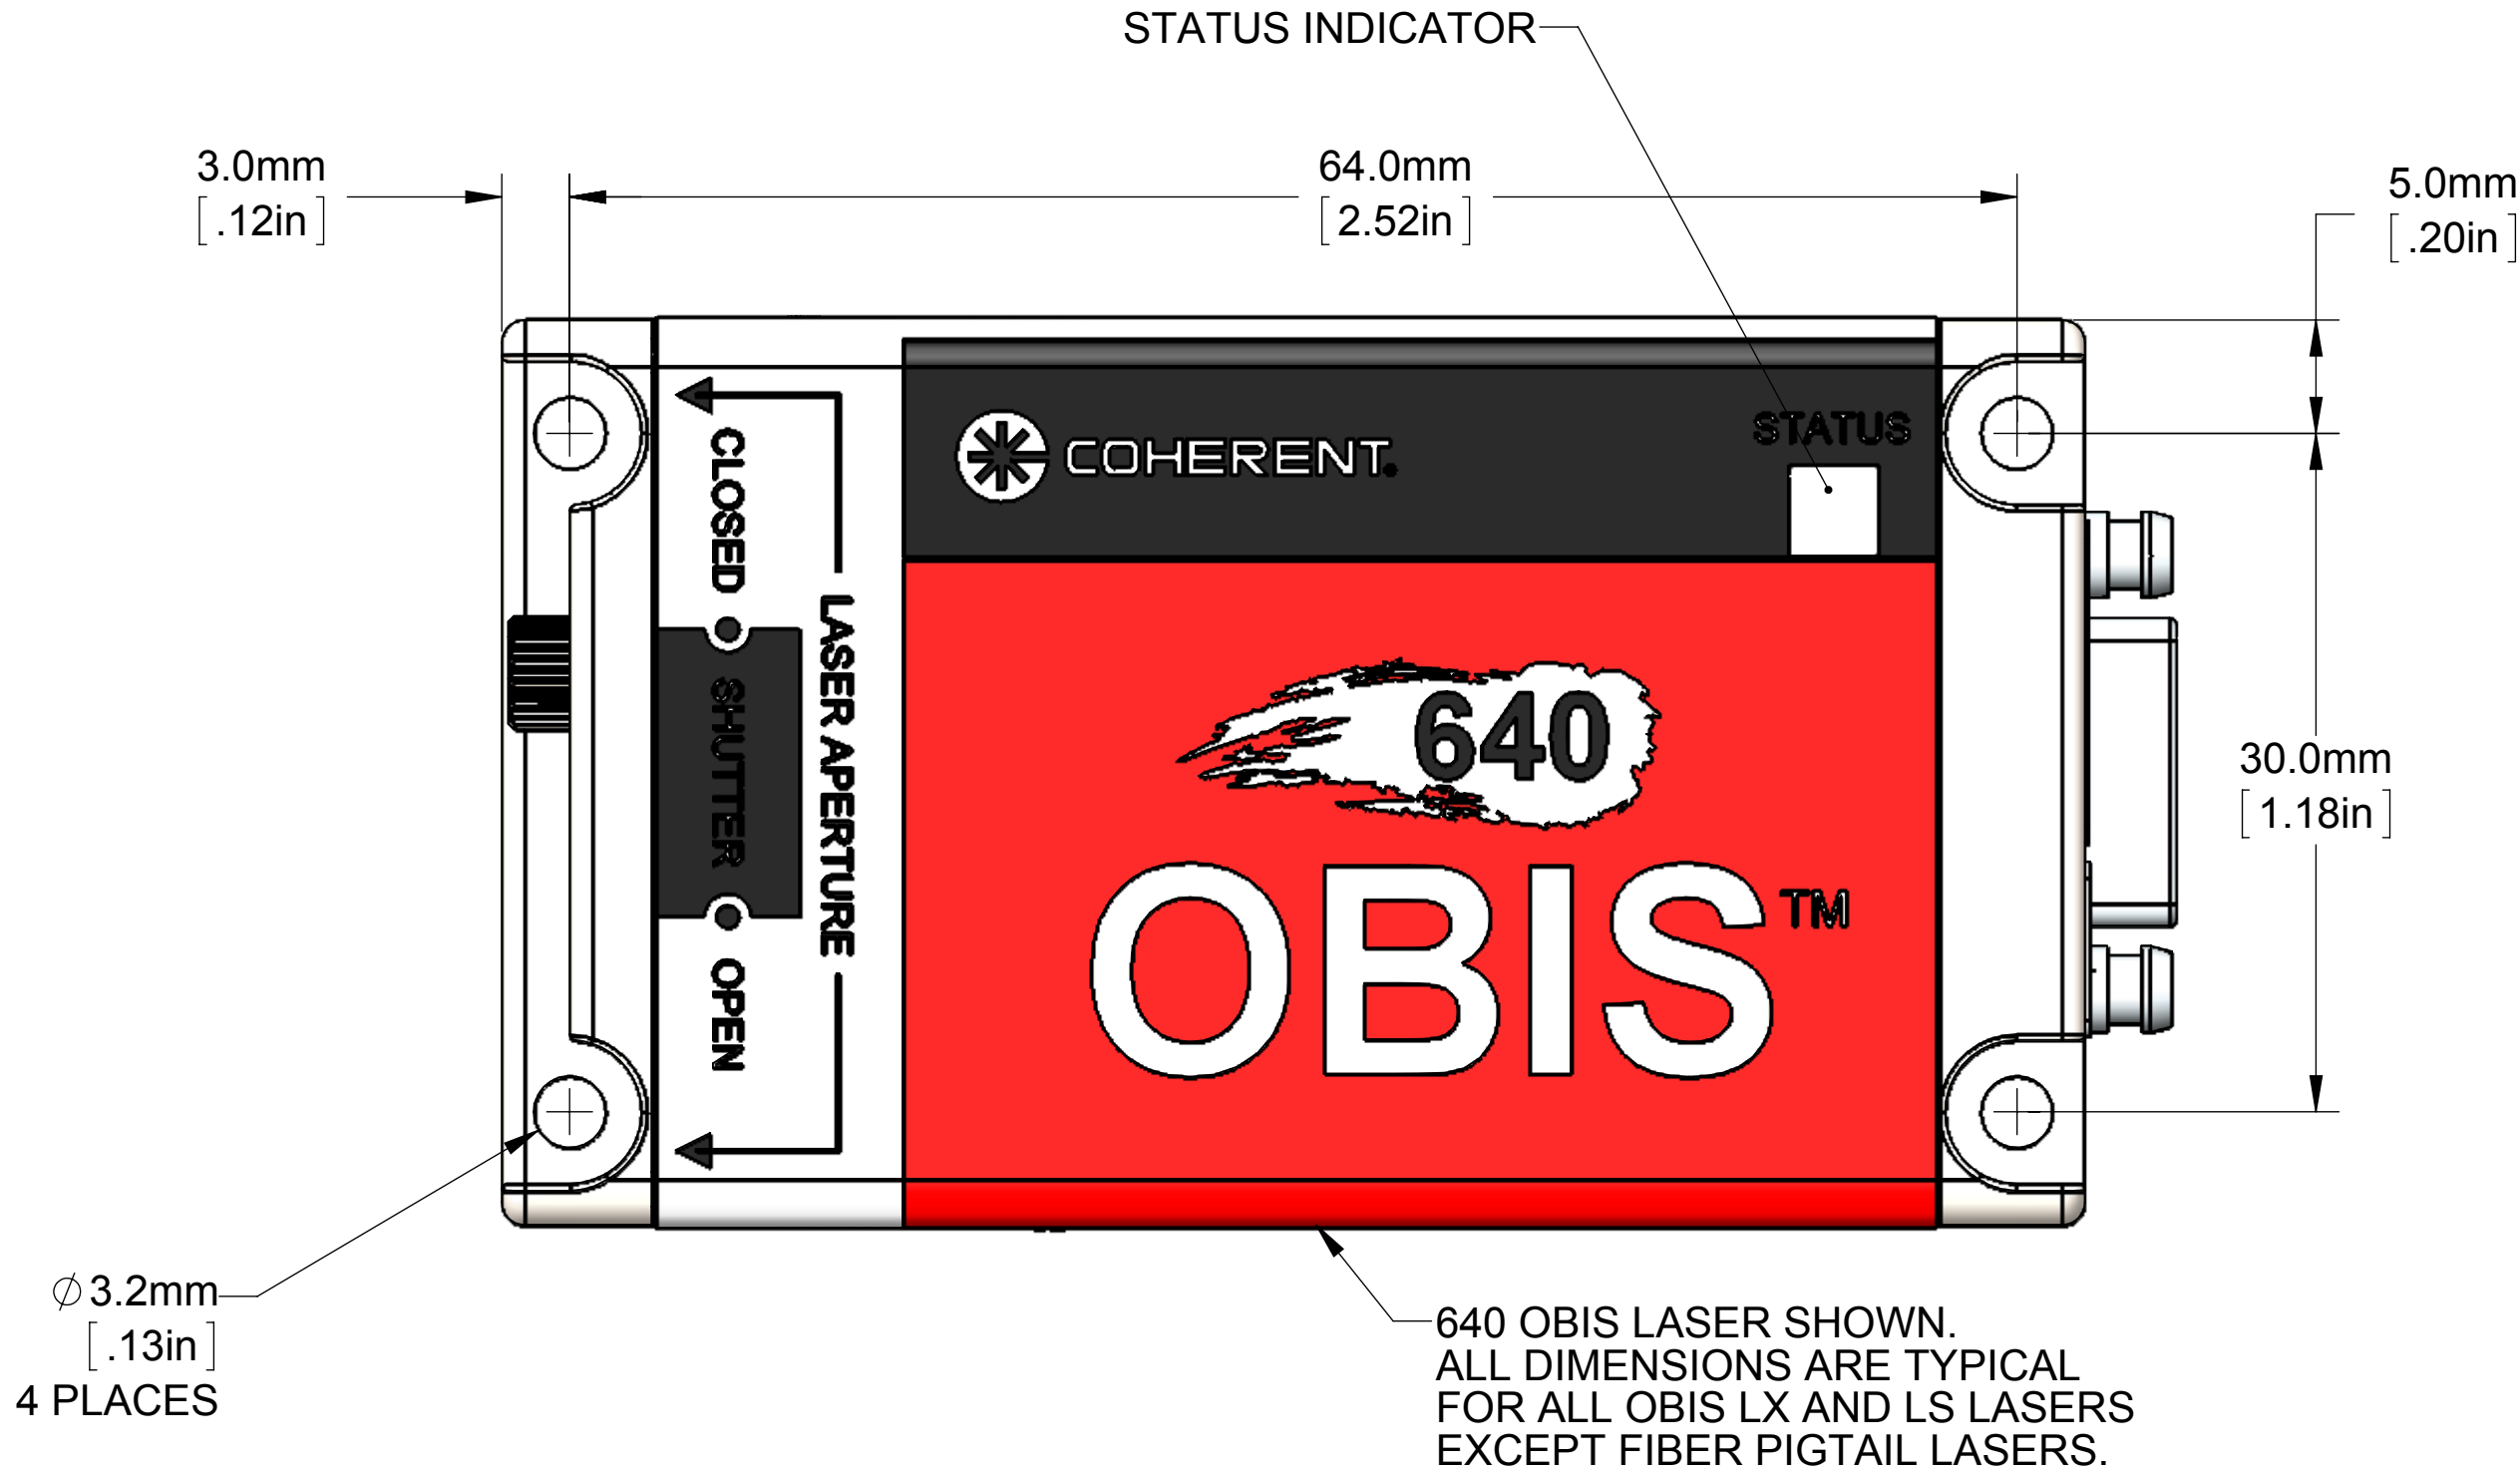 STATUS INDICATOR
3.0mm
[.12in]
64.0mm
[2.52in]
5.0mm
[.20in]
COHERENT
STATUS
CLOSED
SHUTTER
OPEN
LASER APERTURE
640
OBIS™
30.0mm
[1.18in]
∅3.2mm
[.13in]
4 PLACES
640 OBIS LASER SHOWN.
ALL DIMENSIONS ARE TYPICAL
FOR ALL OBIS LX AND LS LASERS
EXCEPT FIBER PIGTAIL LASERS.